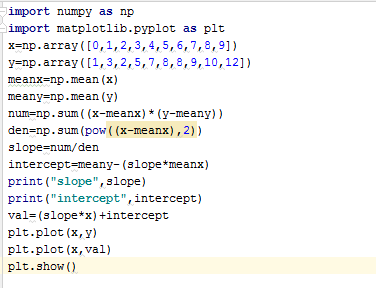 import numpy as np
import matplotlib.pyplot as plt
x=np.array([0,1,2,3,4,5,6,7,8,9])
y=np.array([1,3,2,5,7,8,8,9,10,12])
meanx=np.mean(x)
meany=np.mean(y)
num=np.sum((x-meanx)*(y-meany))
den=np.sum(pow((x-meanx),2))
slope=num/den
intercept=meany-(slope*meanx)
print("slope",slope)
print("intercept",intercept)
val=(slope*x)+intercept
plt.plot(x,y)
plt.plot(x,val)
plt.show()